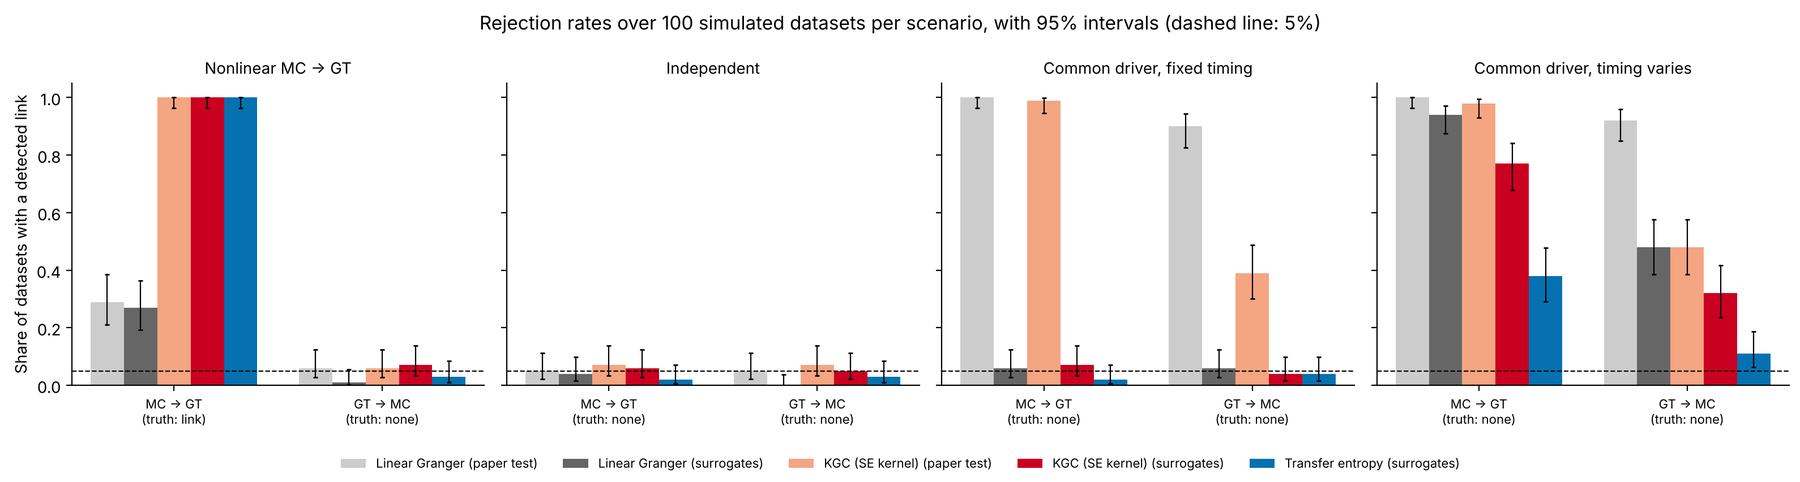 Rejection rates over 100 simulated datasets per scenario, with 95% intervals (dashed line: 5%)
Nonlinear MC → GT
Independent
Common driver, fixed timing
Common driver, timing varies
Share of datasets with a detected link
1.0
0.8
0.6
0.4
0.2
0.0
MC → GT
(truth: link)
GT → MC
(truth: none)
MC → GT
(truth: none)
GT → MC
(truth: none)
MC → GT
(truth: none)
GT → MC
(truth: none)
MC → GT
(truth: none)
GT → MC
(truth: none)
Linear Granger (paper test)
Linear Granger (surrogates)
KGC (SE kernel) (paper test)
KGC (SE kernel) (surrogates)
Transfer entropy (surrogates)